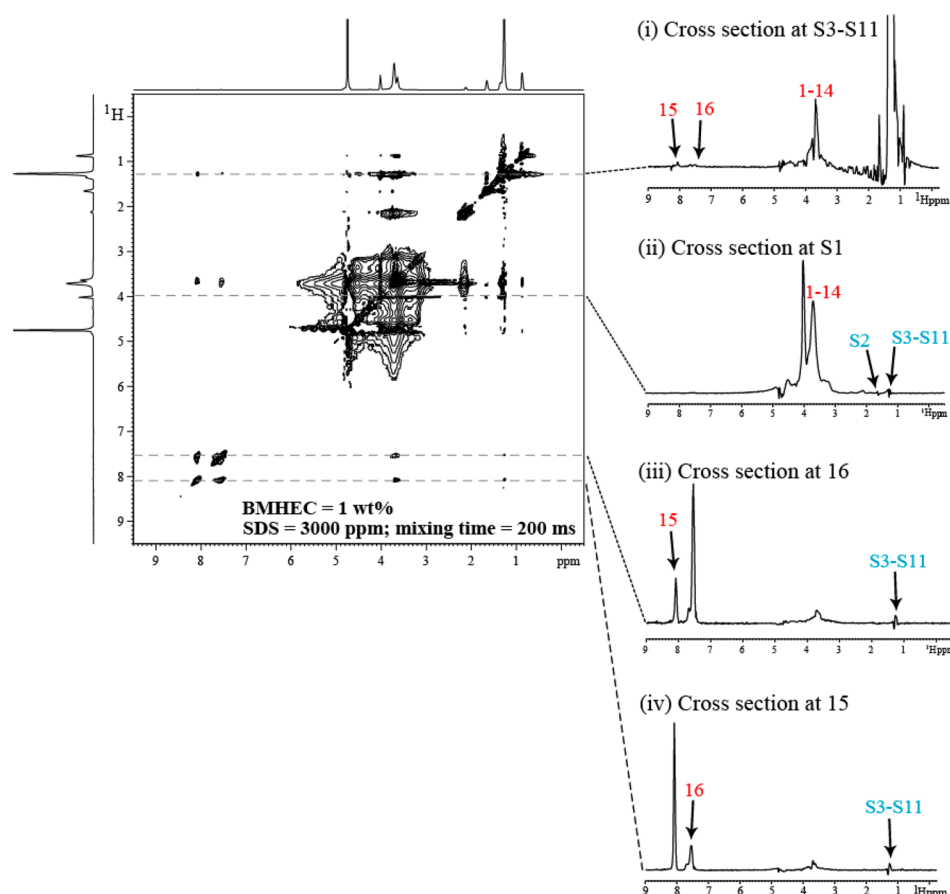 (i) Cross section at S3-S11
15
16
1-14
9 8 7 6 5 4 3 2 1 ¹Hppm
¹H
1
2
3
4
5
6
7
8
9
BMHEC = 1 wt%
SDS = 3000 ppm; mixing time = 200 ms
9 8 7 6 4 3 2 1 ppm
(ii) Cross section at S1
1-14
S2
S3-S11
9 8 7 6 5 4 3 2 1 ¹Hppm
(iii) Cross section at 16
15
S3-S11
9 8 7 6 5 4 3 2 1 ¹Hppm
(iv) Cross section at 15
16
S3-S11
9 8 7 6 5 4 3 2 1Hppm